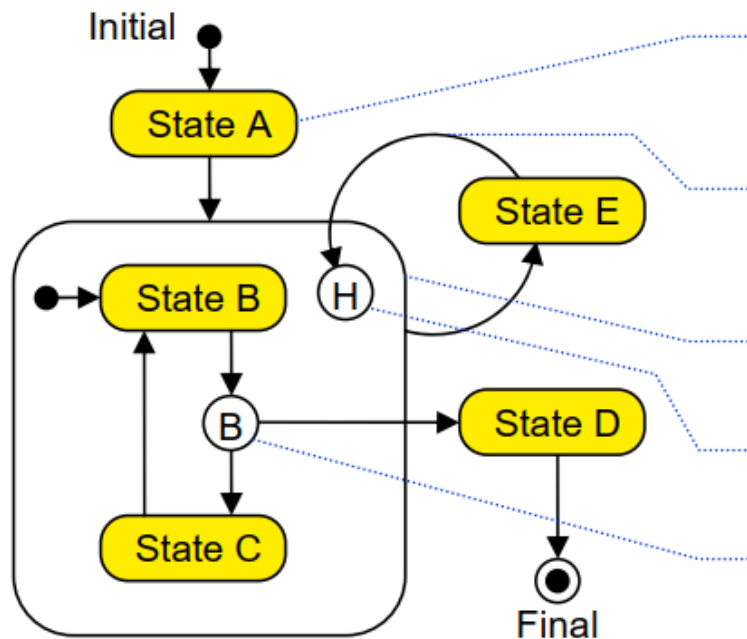 Initial
State A
State E
State B
H
B
State D
State C
Final